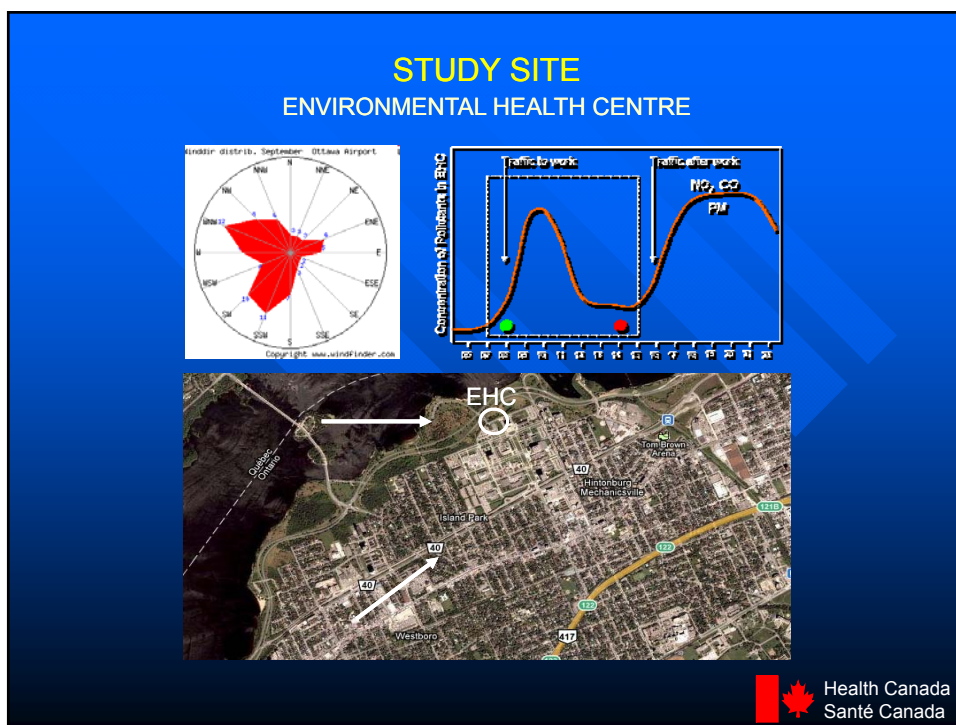 STUDY SITE
ENVIRONMENTAL HEALTH CENTRE
Winddir distrib. September Ottawa Airport
N
NNW
NNE
NW
NE
WNW
ENE
W
E
WSW
ESE
SW
SE
SSW
SSE
S
Copyright www.windfinder.com
Concentration of Pollutants in EHC
Traffic to work
Traffic after work
NO, CO
PM
EHC
Québec
Ontario
Tom Brown
Arena
40
Hintonburg
Mechanicsville
Island Park
121B
40
122
40
122
Westboro
417
122
Health Canada
Santé Canada